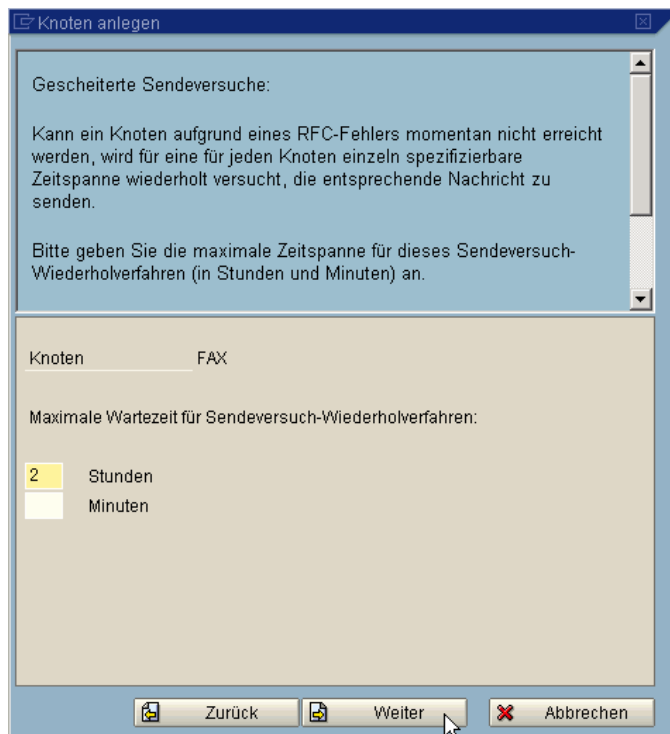 Knoten anlegen
Gescheiterte Sendeversuche:
Kann ein Knoten aufgrund eines RFC-Fehlers momentan nicht erreicht
werden, wird für eine für jeden Knoten einzeln spezifizierbare
Zeitspanne wiederholt versucht, die entsprechende Nachricht zu
senden.
Bitte geben Sie die maximale Zeitspanne für dieses Sendeversuch-
Wiederholverfahren (in Stunden und Minuten) an.
Knoten FAX
Maximale Wartezeit für Sendeversuch-Wiederholverfahren:
2 Stunden
Minuten
Zurück Weiter Abbrechen